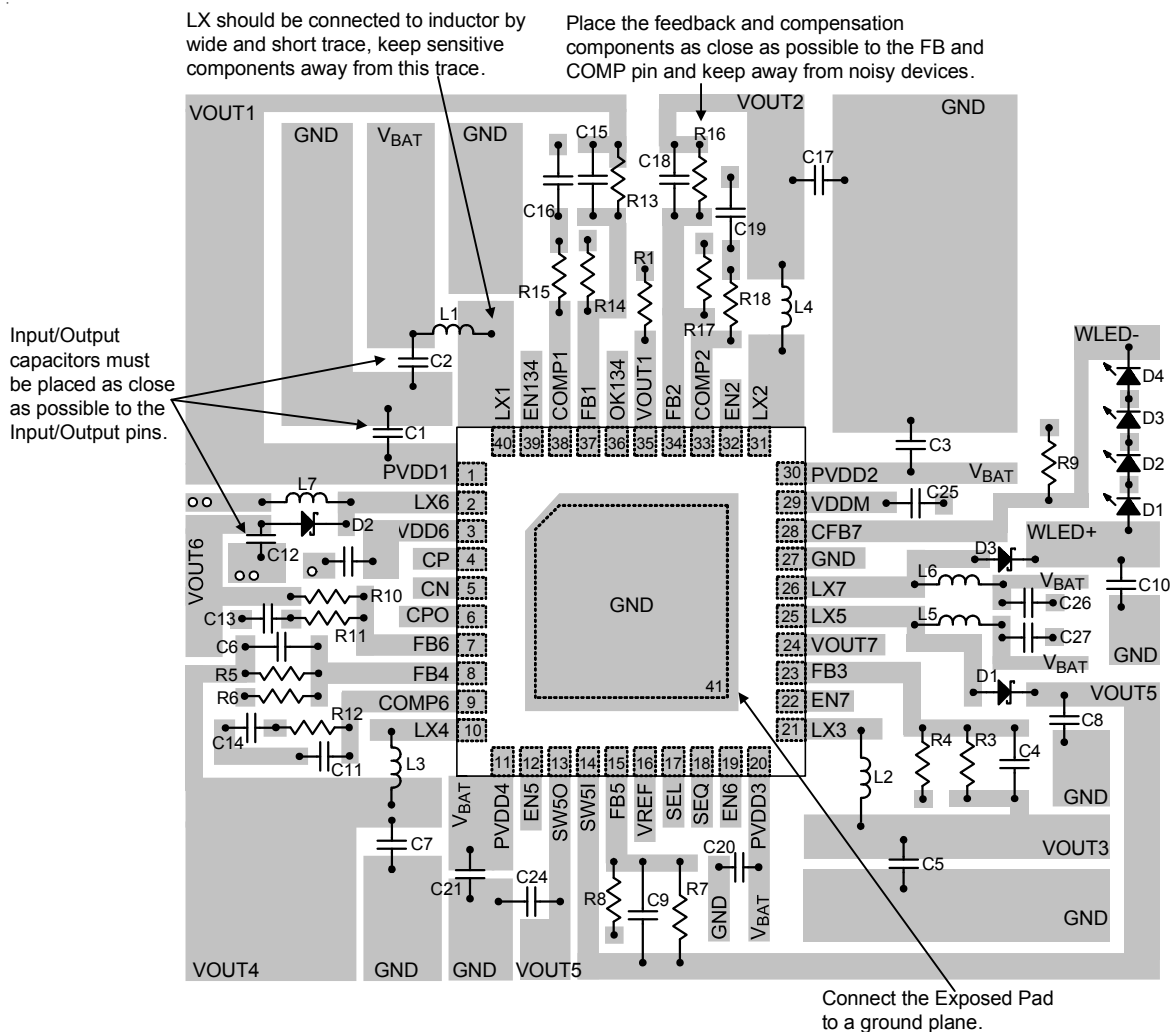 LX should be connected to inductor by
wide and short trace, keep sensitive
components away from this trace.
Place the feedback and compensation
components as close as possible to the FB and
COMP pin and keep away from noisy devices.
VOUT1
GND
VBAT
GND
C15
C16
R13
C18
R16
VOUT2
C17
GND
C19
R15
R14
R1
R17
R18
L4
L1
C2
Input/Output
capacitors must
be placed as close
as possible to the
Input/Output pins.
C1
LX1
EN134
COMP1
FB1
OK134
VOUT1
FB2
COMP2
EN2
LX2
40
39
38
37
36
35
34
33
32
31
WLED-
D4
D3
D2
D1
R9
C3
VBAT
PVDD1
1
LX6
2
VDD6
3
CP
4
CN
5
CPO
6
FB6
7
FB4
8
COMP6
9
LX4
10
L7
D2
C12
VOUT6
R10
C13
R11
C6
R5
R6
R12
C14
C11
L3
GND
41
30
PVDD2
29
VDDM
28
CFB7
27
GND
26
LX7
25
LX5
24
VOUT7
23
FB3
22
EN7
21
LX3
C25
WLED+
D3
L6
VBAT
C26
C10
L5
C27
VBAT
GND
D1
VOUT5
C8
R4
R3
C4
L2
GND
11
12
13
14
15
16
17
18
19
20
VBAT
PVDD4
EN5
SW5O
SW5I
FB5
VREF
SEL
SEQ
EN6
PVDD3
C7
C21
C24
R8
C9
R7
C20
GND
VBAT
C5
VOUT3
GND
VOUT4
GND
GND
VOUT5
Connect the Exposed Pad
to a ground plane.